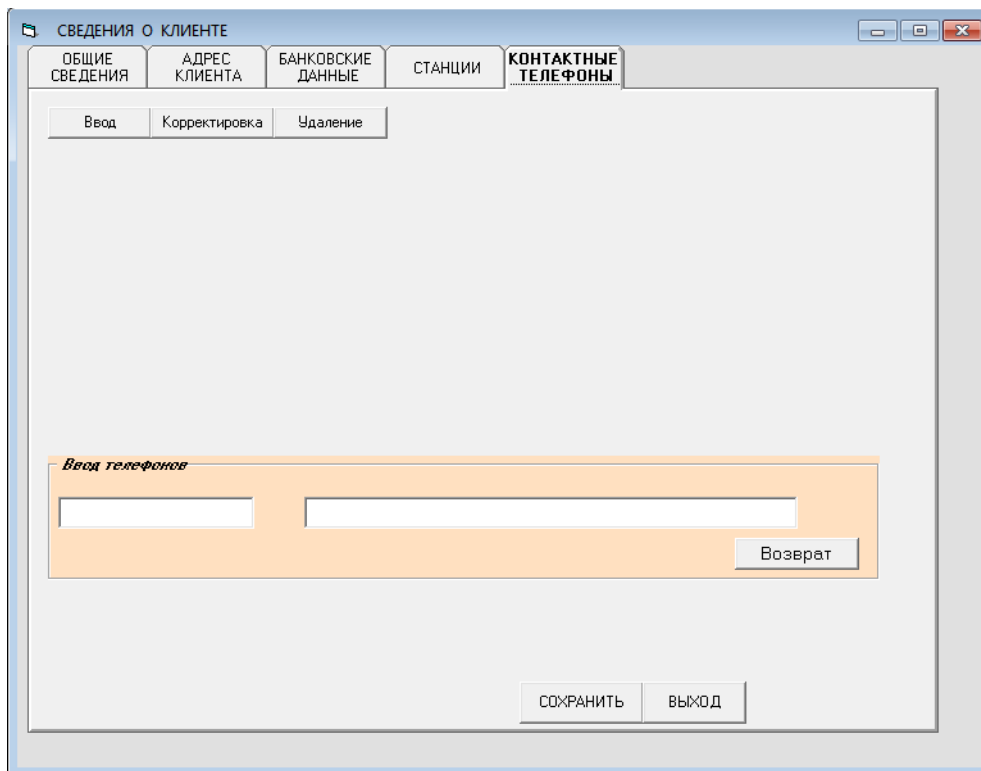 СВЕДЕНИЯ О КЛИЕНТЕ
ОБЩИЕ СВЕДЕНИЯ
АДРЕС КЛИЕНТА
БАНКОВСКИЕ ДАННЫЕ
СТАНЦИИ
КОНТАКТНЫЕ ТЕЛЕФОНЫ
Ввод Корректировка Удаление
Ввод телефонов
Возврат
СОХРАНИТЬ ВЫХОД